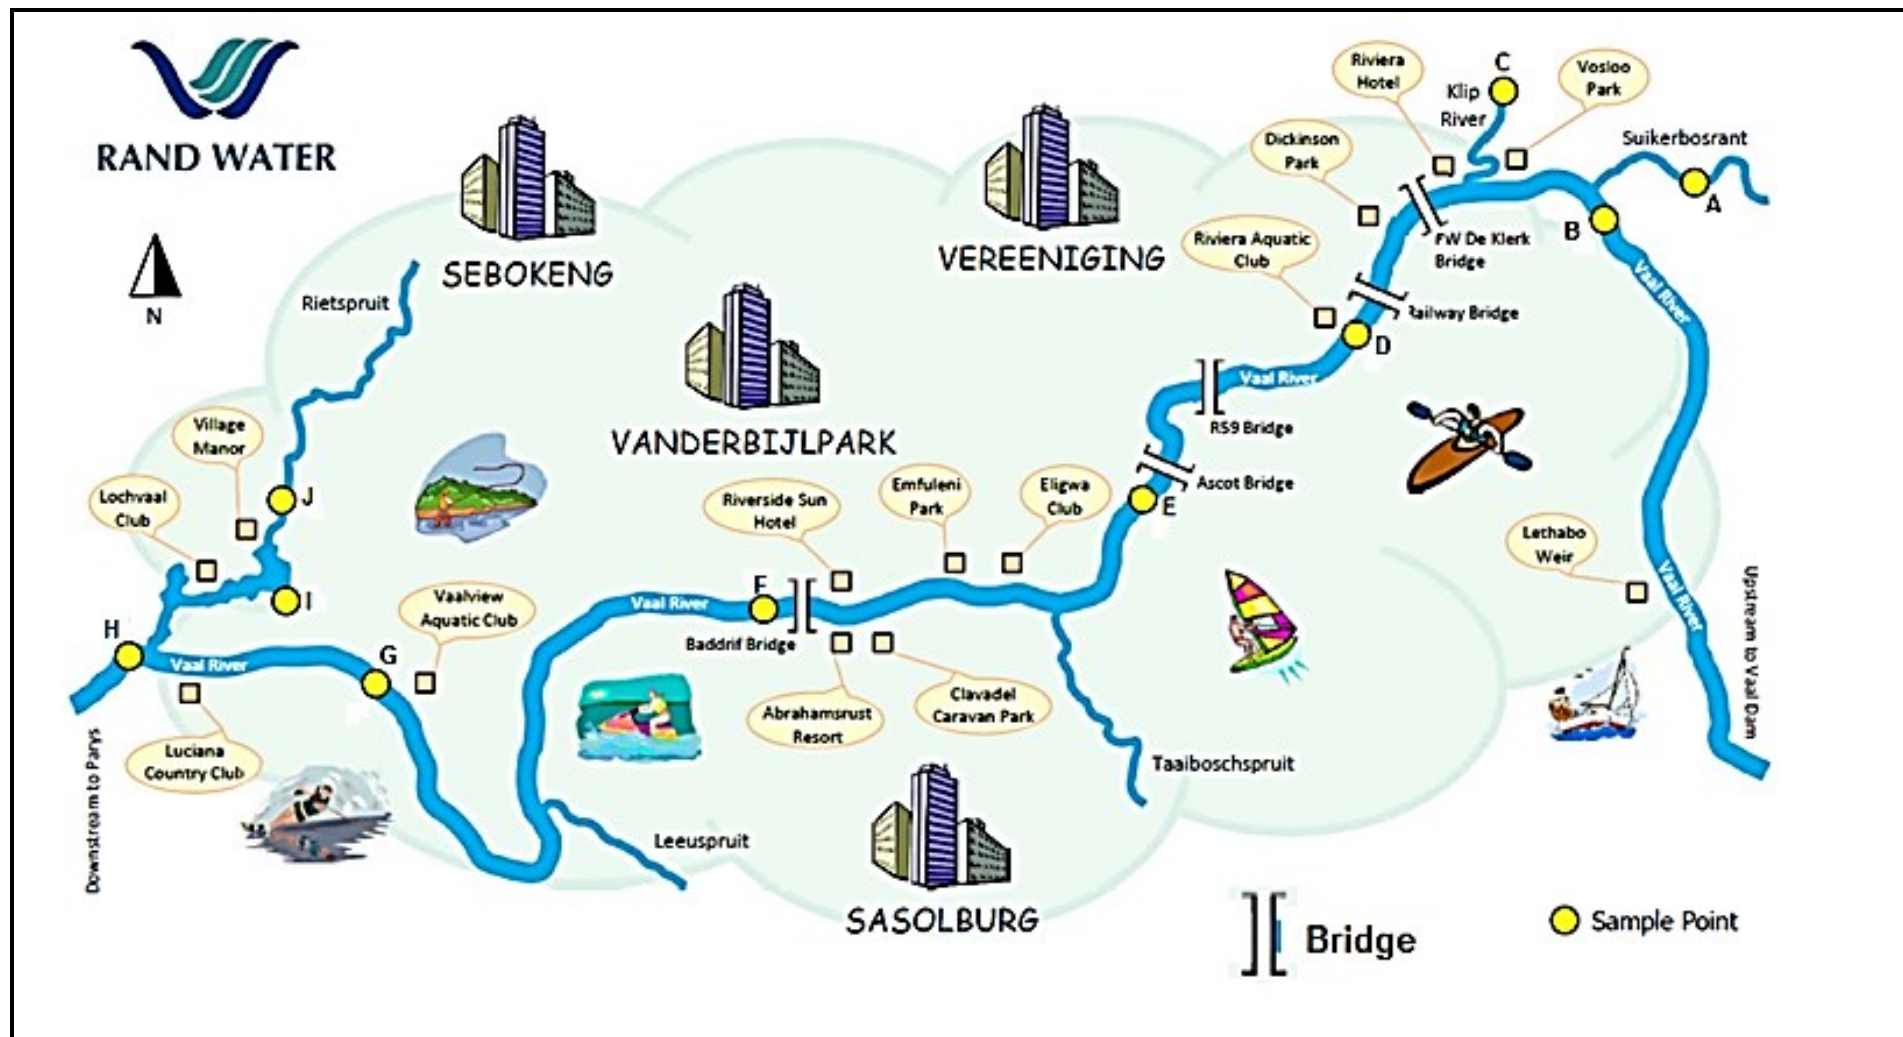 RAND WATER
N
SEBOKENG
VEREENIGING
VANDERBIJLPARK
SASOLBURG
Riviera
Hotel
C
Klip
River
Vosloo
Park
Suikerbosrant
A
B
Dickinson
Park
Riviera Aquatic
Club
FW De Klerk
Bridge
Railway Bridge
D
Vaal River
Vaal River
R59 Bridge
Ascot Bridge
E
Rietspruit
Village
Manor
Lochvaal
Club
J
I
H
Vaal River
G
Vaalview
Aquatic Club
Luciana
Country Club
Riverside Sun
Hotel
Emfuleni
Park
Eligwa
Club
F
Vaal River
Baddrif Bridge
Abrahamsrust
Resort
Clavadel
Caravan Park
Taaiboschspruit
Leeuspruit
Lethabo
Weir
Vaal River
Upstream to Vaal Dam
Downstream to Parys
Bridge
Sample Point